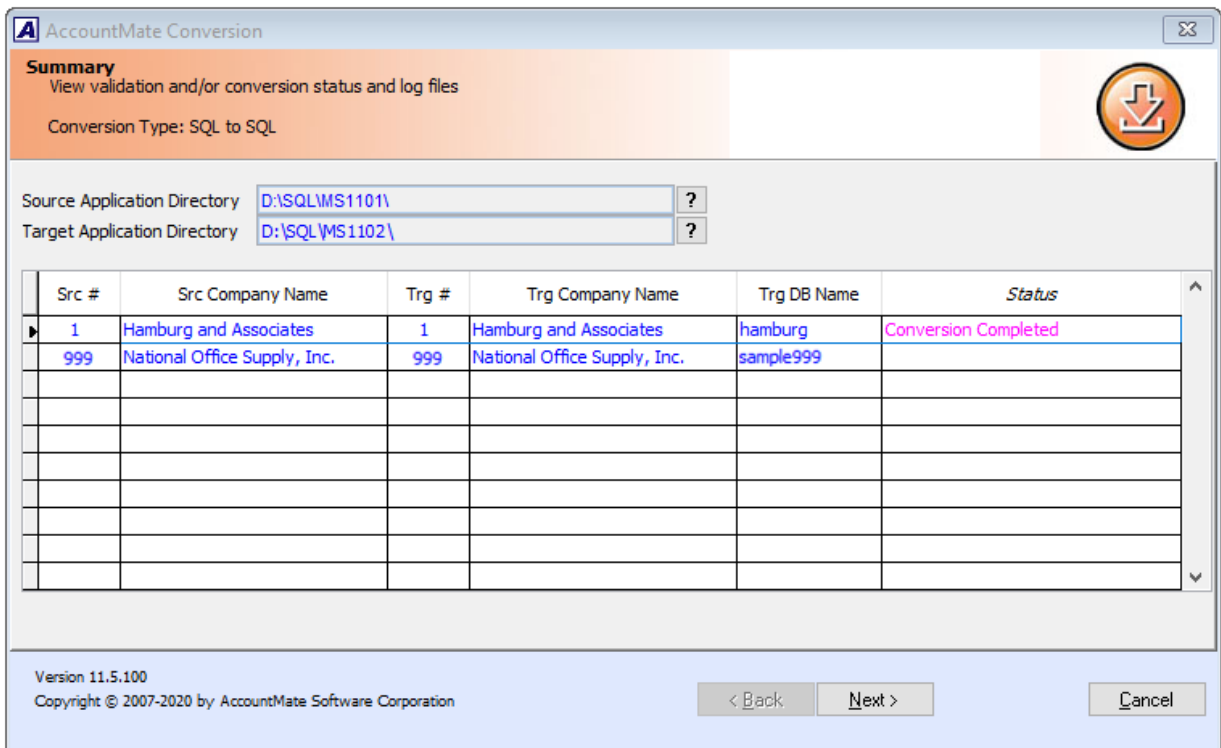 AccountMate Conversion
Summary
View validation and/or conversion status and log files
Conversion Type: SQL to SQL
Source Application Directory D:\SQL\MS1101\ ?
Target Application Directory D:\SQL\MS1102\ ?
Src # Src Company Name Trg # Trg Company Name Trg DB Name Status
1 Hamburg and Associates 1 Hamburg and Associates hamburg Conversion Completed
999 National Office Supply, Inc. 999 National Office Supply, Inc. sample999
Version 11.5.100
Copyright © 2007-2020 by AccountMate Software Corporation
< Back Next > Cancel